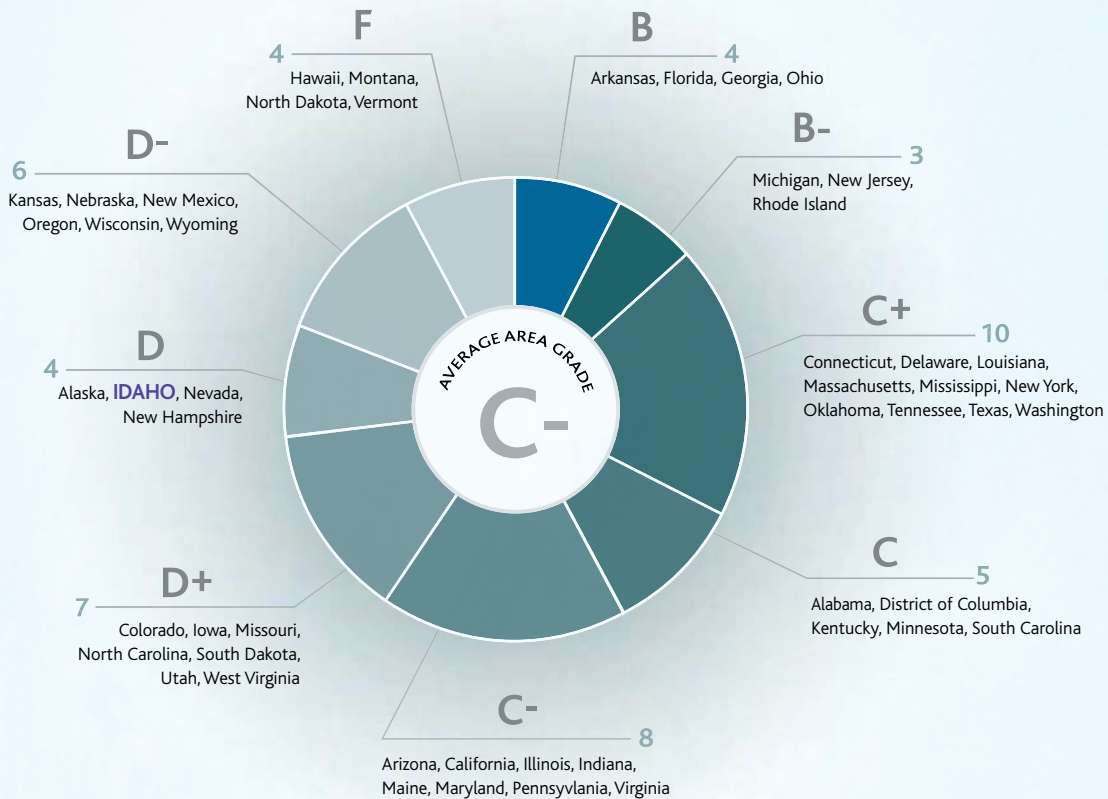 F
4
Hawaii, Montana,
North Dakota, Vermont
B
4
Arkansas, Florida, Georgia, Ohio
B-
3
Michigan, New Jersey,
Rhode Island
C+
10
Connecticut, Delaware, Louisiana,
Massachusetts, Mississippi, New York,
Oklahoma, Tennessee, Texas, Washington
C
5
Alabama, District of Columbia,
Kentucky, Minnesota, South Carolina
C-
8
Arizona, California, Illinois, Indiana,
Maine, Maryland, Pennsyvlania, Virginia
D+
7
Colorado, Iowa, Missouri,
North Carolina, South Dakota,
Utah, West Virginia
D
4
Alaska, IDAHO, Nevada,
New Hampshire
D-
6
Kansas, Nebraska, New Mexico,
Oregon, Wisconsin, Wyoming
AVERAGE AREA GRADE
C-